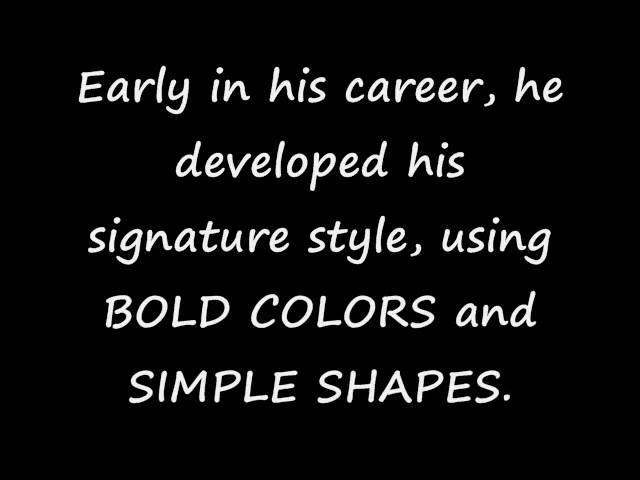 Early in his career, he
developed his
signature style, using
BOLD COLORS and
SIMPLE SHAPES.